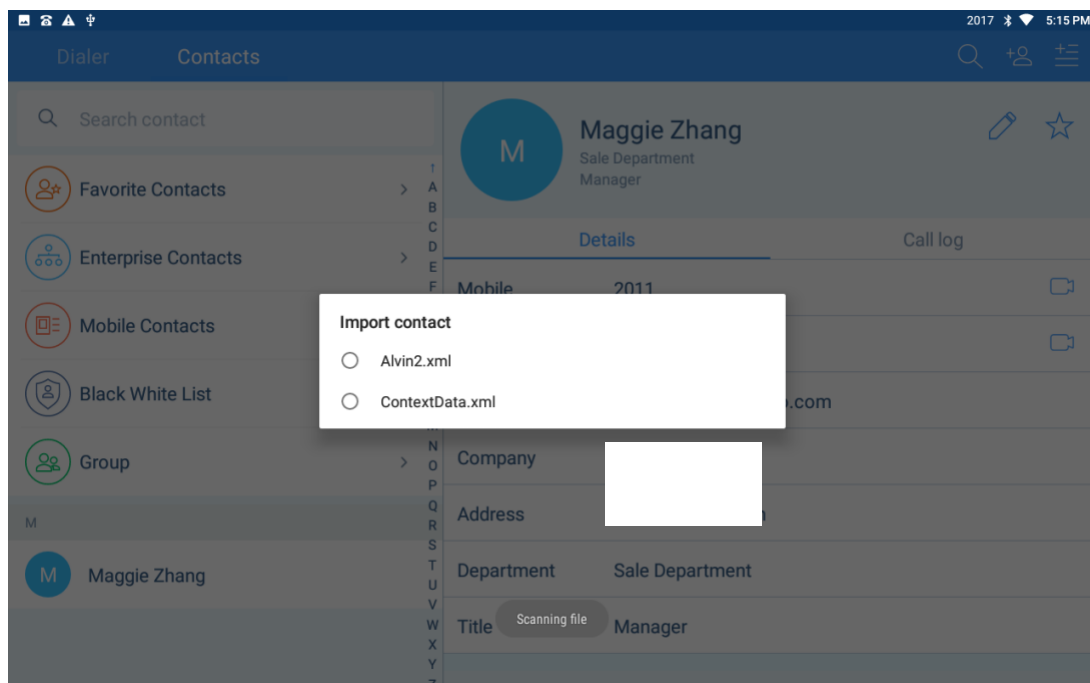 2017 5:15 PM
Dialer Contacts
Search contact
Favorite Contacts
Enterprise Contacts
Mobile Contacts
Black White List
Group
M
M Maggie Zhang
↑
A
B
C
D
E
F
N
O
P
Q
R
S
T
U
V
W
X
Y
M
Maggie Zhang
Sale Department
Manager
Details Call log
Mobile 2011
.com
Company
Address
Department Sale Department
Title Manager
Import contact
Alvin2.xml
ContextData.xml
Scanning file